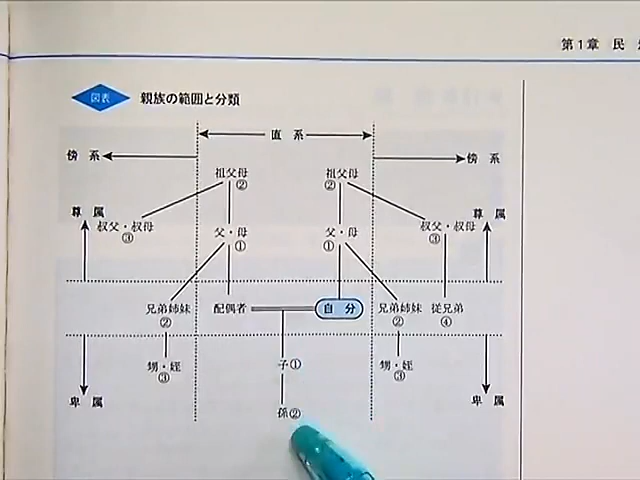 第1章 民
図表 親族の範囲と分類
直系
傍系 傍系
祖父母② 祖父母②
尊属 叔父・叔母③ 父・母① 父・母① 叔父・叔母③ 尊属
兄弟姉妹② 配偶者 自分 兄弟姉妹② 従兄弟④
甥・姪③ 子① 甥・姪③
卑属 孫② 卑属